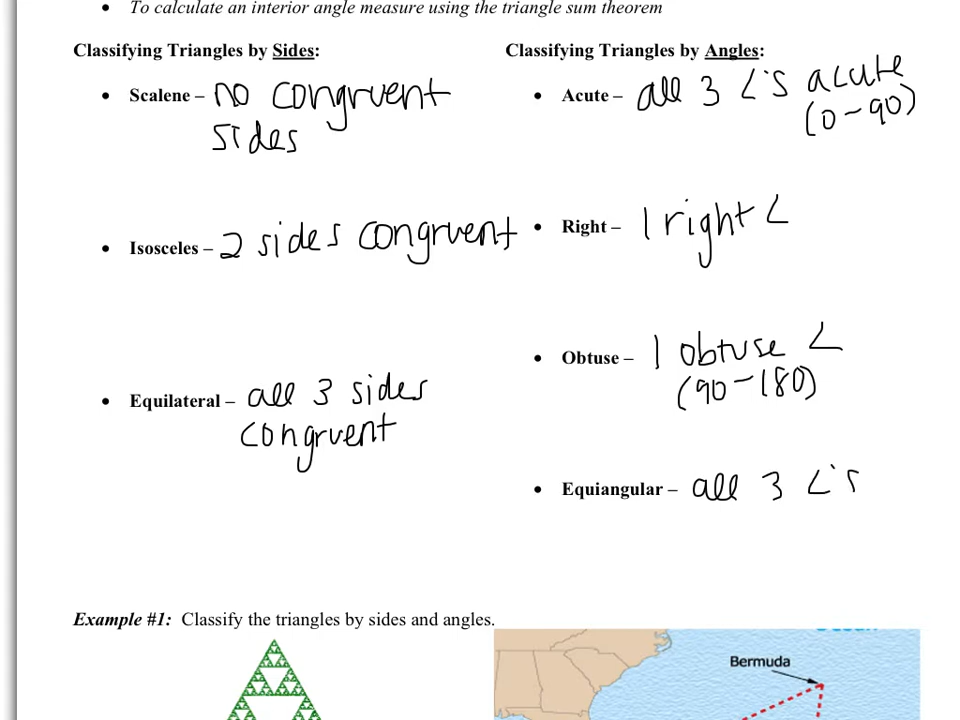 • To calculate an interior angle measure using the triangle sum theorem
Classifying Triangles by Sides:
• Scalene – no congruent
sides
• Isosceles – 2 sides congruent
• Equilateral – all 3 sides
congruent
Classifying Triangles by Angles:
• Acute – all 3 <'s acute
(0-90)
• Right – 1 right <
• Obtuse – 1 obtuse <
(90-180)
• Equiangular – all 3 <'s
Example #1: Classify the triangles by sides and angles.
Ocean
Bermuda